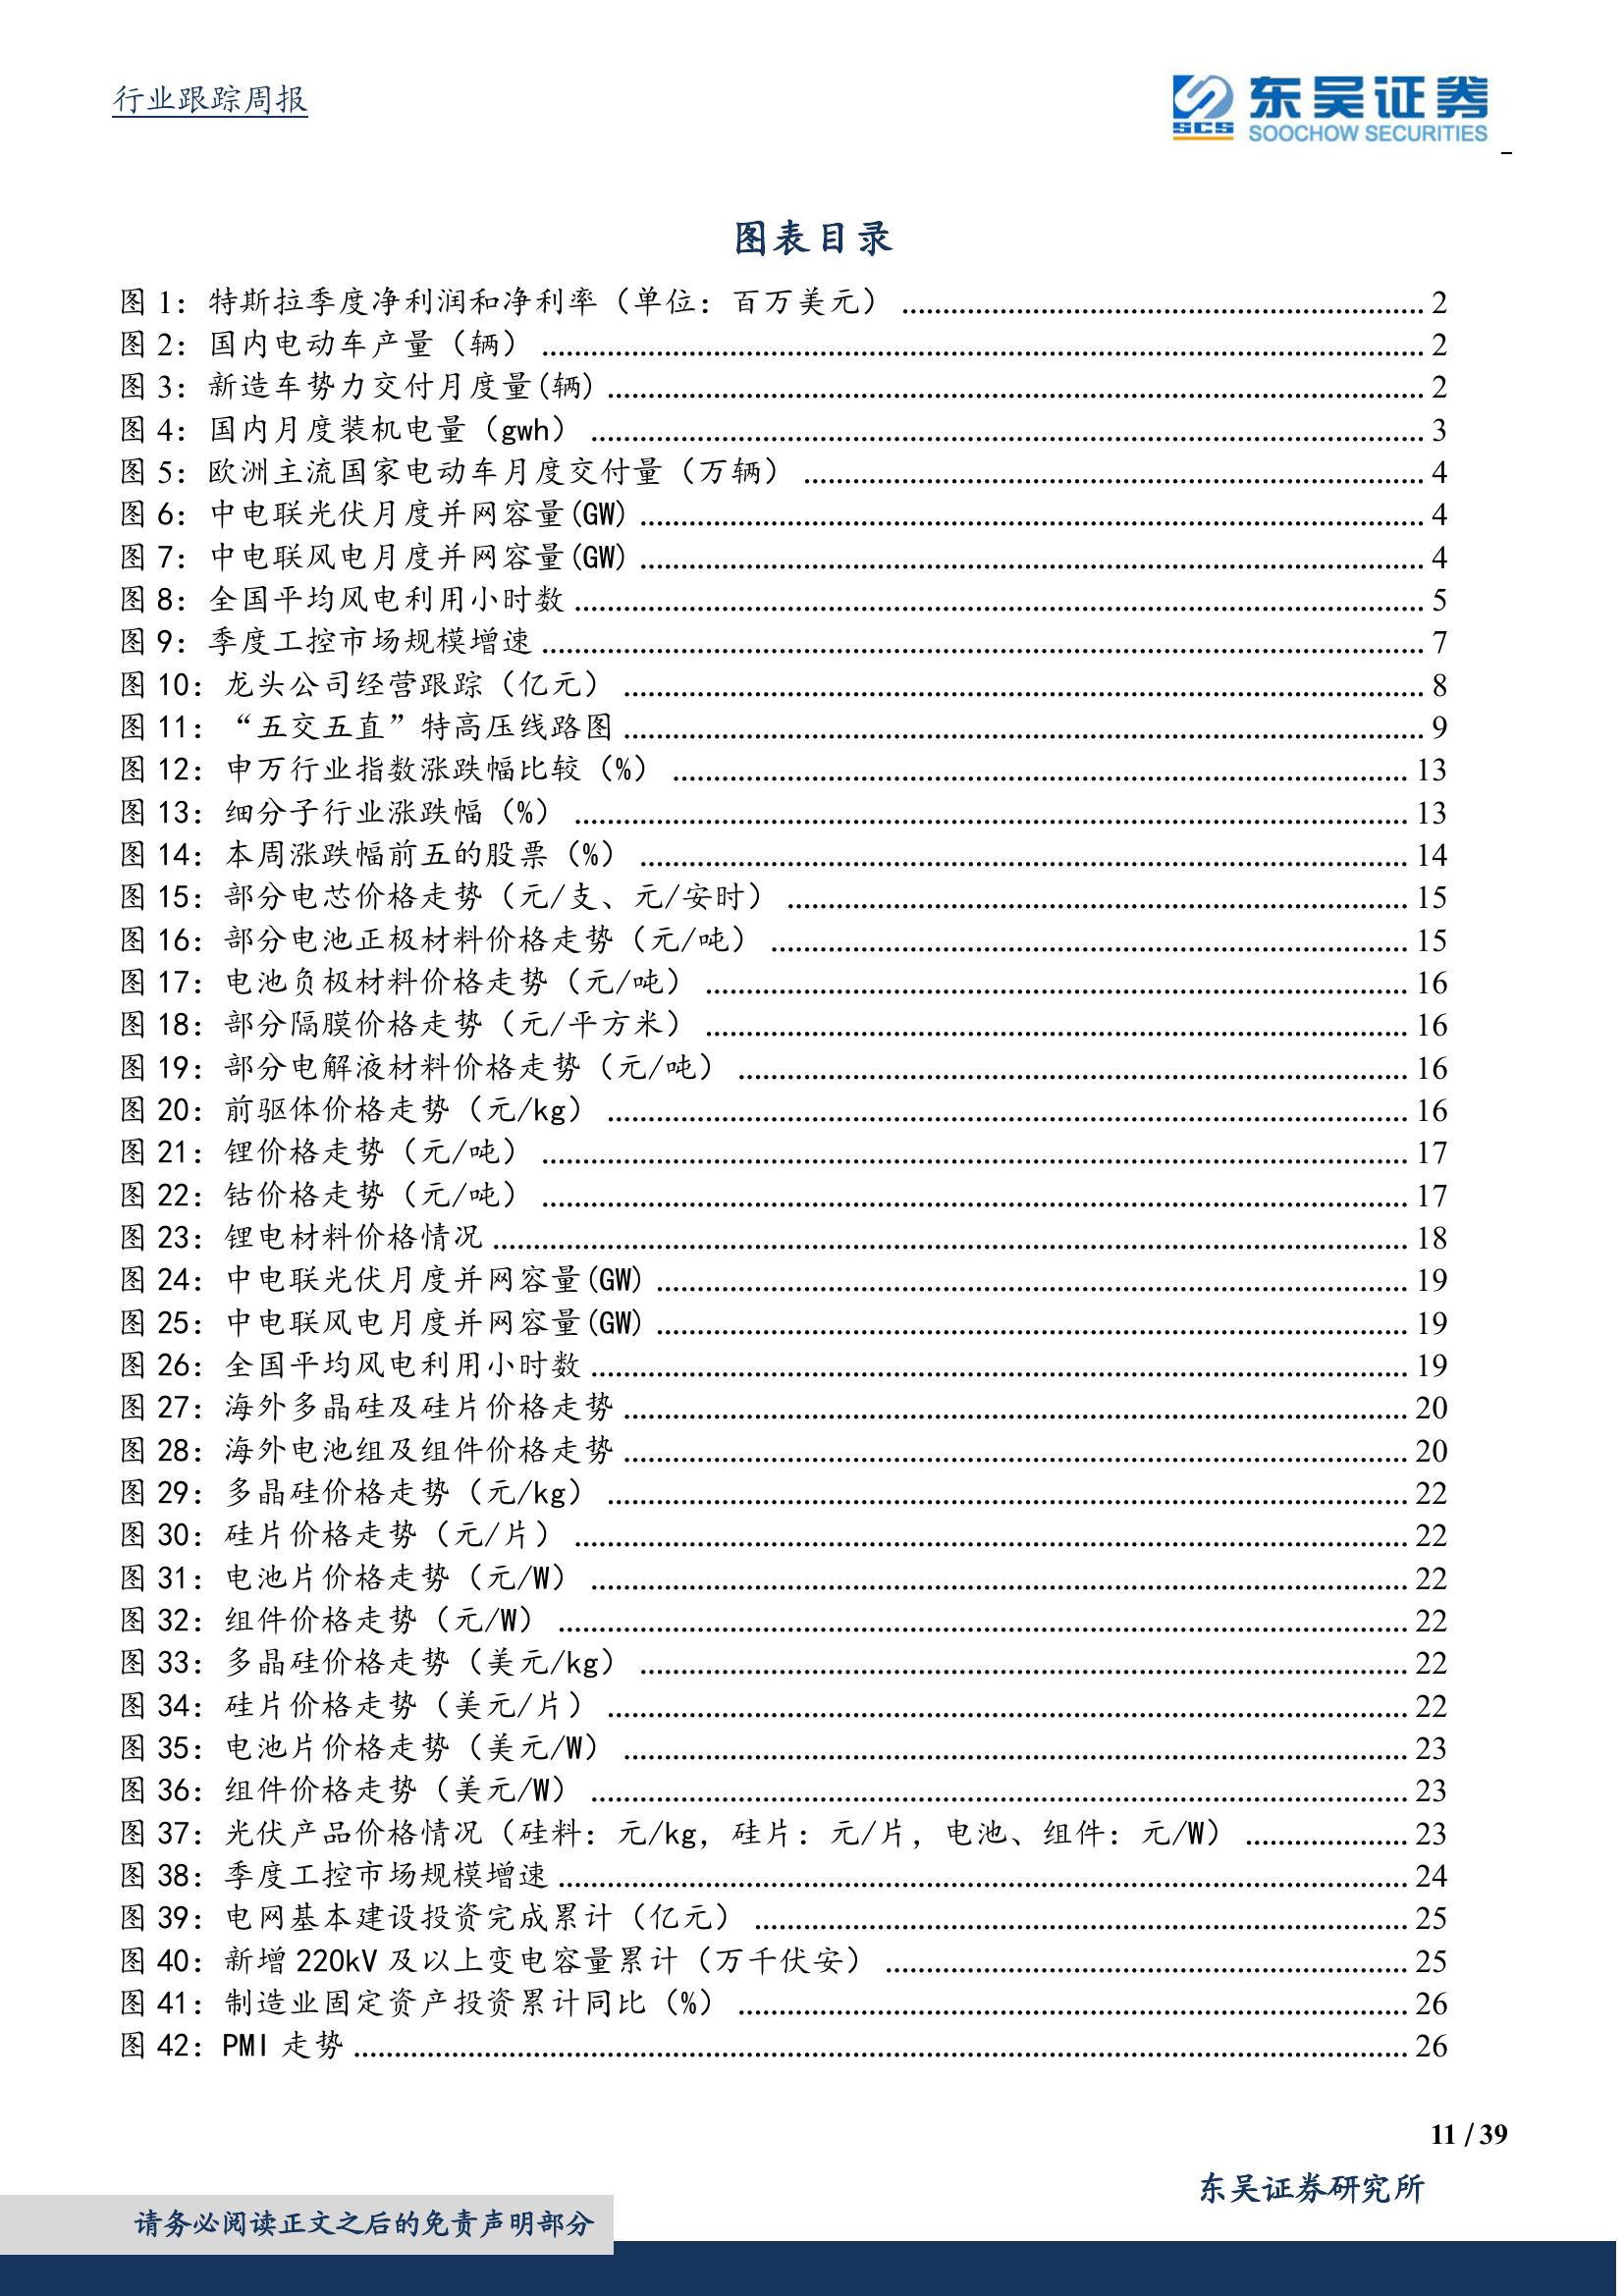 行业跟踪周报
SCS 东吴证券
SOOCHOW SECURITIES
图表目录
图 1：特斯拉季度净利润和净利率（单位：百万美元） ........ 2
图 2：国内电动车产量（辆） ........ 2
图 3：新造车势力交付月度量(辆) ........ 2
图 4：国内月度装机电量（gwh） ........ 3
图 5：欧洲主流国家电动车月度交付量（万辆） ........ 4
图 6：中电联光伏月度并网容量(GW) ........ 4
图 7：中电联风电月度并网容量(GW) ........ 4
图 8：全国平均风电利用小时数 ........ 5
图 9：季度工控市场规模增速 ........ 7
图 10：龙头公司经营跟踪（亿元） ........ 8
图 11：“五交五直”特高压线路图 ........ 9
图 12：申万行业指数涨跌幅比较（%） ........ 13
图 13：细分子行业涨跌幅（%） ........ 13
图 14：本周涨跌幅前五的股票（%） ........ 14
图 15：部分电芯价格走势（元/支、元/安时） ........ 15
图 16：部分电池正极材料价格走势（元/吨） ........ 15
图 17：电池负极材料价格走势（元/吨） ........ 16
图 18：部分隔膜价格走势（元/平方米） ........ 16
图 19：部分电解液材料价格走势（元/吨） ........ 16
图 20：前驱体价格走势（元/kg） ........ 16
图 21：锂价格走势（元/吨） ........ 17
图 22：钴价格走势（元/吨） ........ 17
图 23：锂电材料价格情况 ........ 18
图 24：中电联光伏月度并网容量(GW) ........ 19
图 25：中电联风电月度并网容量(GW) ........ 19
图 26：全国平均风电利用小时数 ........ 19
图 27：海外多晶硅及硅片价格走势 ........ 20
图 28：海外电池组及组件价格走势 ........ 20
图 29：多晶硅价格走势（元/kg） ........ 22
图 30：硅片价格走势（元/片） ........ 22
图 31：电池片价格走势（元/W） ........ 22
图 32：组件价格走势（元/W） ........ 22
图 33：多晶硅价格走势（美元/kg） ........ 22
图 34：硅片价格走势（美元/片） ........ 22
图 35：电池片价格走势（美元/W） ........ 23
图 36：组件价格走势（美元/W） ........ 23
图 37：光伏产品价格情况（硅料：元/kg，硅片：元/片，电池、组件：元/W） ........ 23
图 38：季度工控市场规模增速 ........ 24
图 39：电网基本建设投资完成累计（亿元） ........ 25
图 40：新增 220kV 及以上变电容量累计（万千伏安） ........ 25
图 41：制造业固定资产投资累计同比（%） ........ 26
图 42：PMI 走势 ........ 26
11 / 39
东吴证券研究所
请务必阅读正文之后的免责声明部分